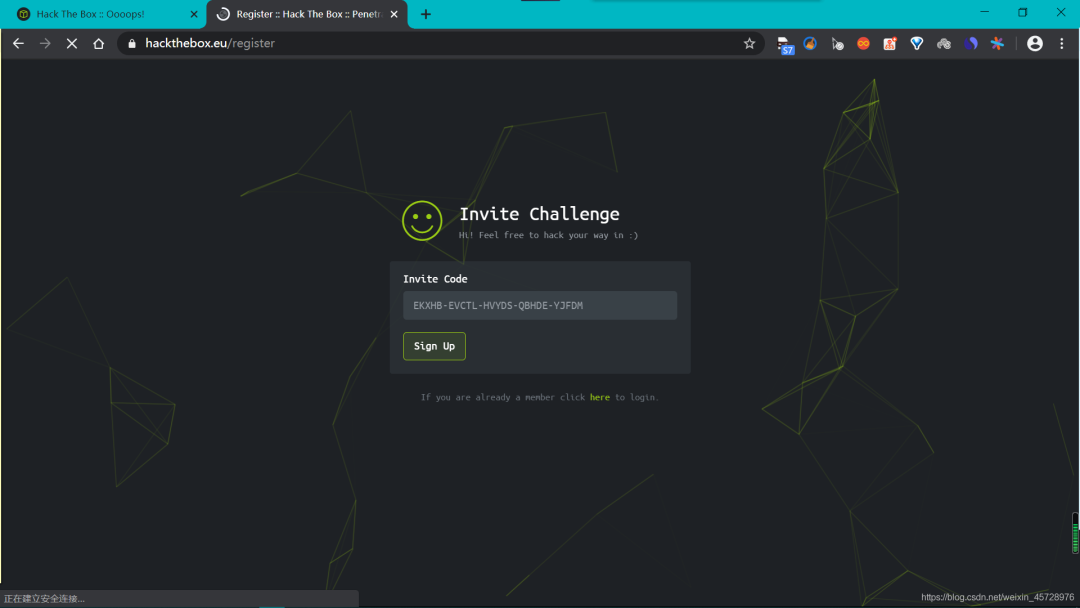 Hack The Box :: Oooops!
Register :: Hack The Box :: Penetr
hackthebox.eu/register
S7
Invite Challenge
Hi! Feel free to hack your way in :)
Invite Code
EKXHB-EVCTL-HVYDS-QBHDE-YJFDM
Sign Up
If you are already a member click here to login.
正在建立安全连接...
https://blog.csdn.net/weixin_45728976